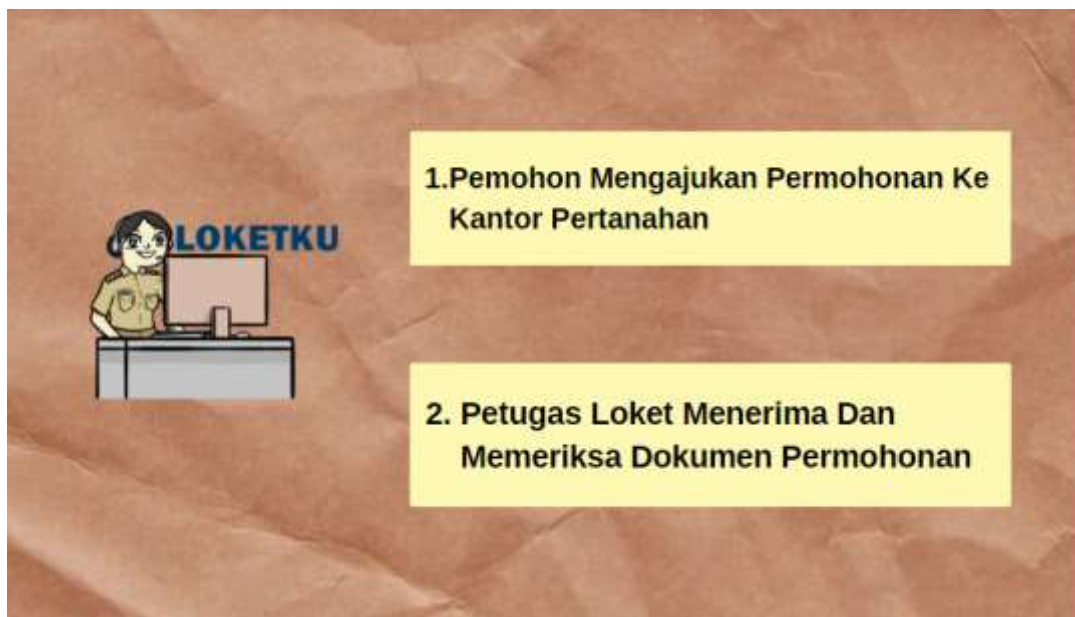 LOKETKU
1.Pemohon Mengajukan Permohonan Ke
Kantor Pertanahan
2. Petugas Loket Menerima Dan
Memeriksa Dokumen Permohonan